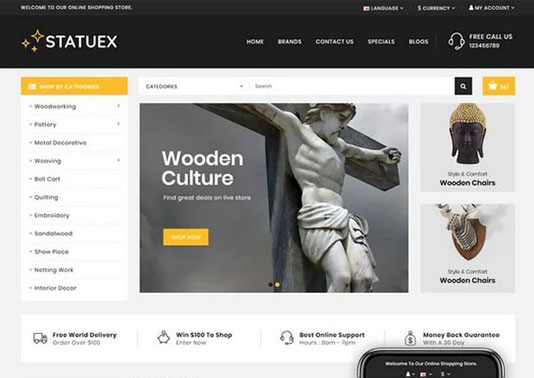 WELCOME TO OUR ONLINE SHOPPING STORE.
LANGUAGE
$ CURRENCY
MY ACCOUNT
STATUEX
HOME
BRANDS
CONTACT US
SPECIALS
BLOGS
FREE CALL US
123456789
SHOP BY CATEGORIES
CATEGORIES
Search
(0)
Woodworking
Pottery
Metal Decorative
Weaving
Ball Cart
Quilting
Embroidery
Sandalwood
Show Piece
Netting Work
Interior Decor
Wooden
Culture
Find great deals on live store
SHOP NOW
Style & Comfort
Wooden Chairs
Style & Comfort
Wooden Chairs
Free World Delivery
Order Over $100
Win $100 To Shop
Enter Now
Best Online Support
Hours : 8am - 11pm
Money Back Guarantee
With A 30 Day
Welcome To Our Online Shopping Store.
$